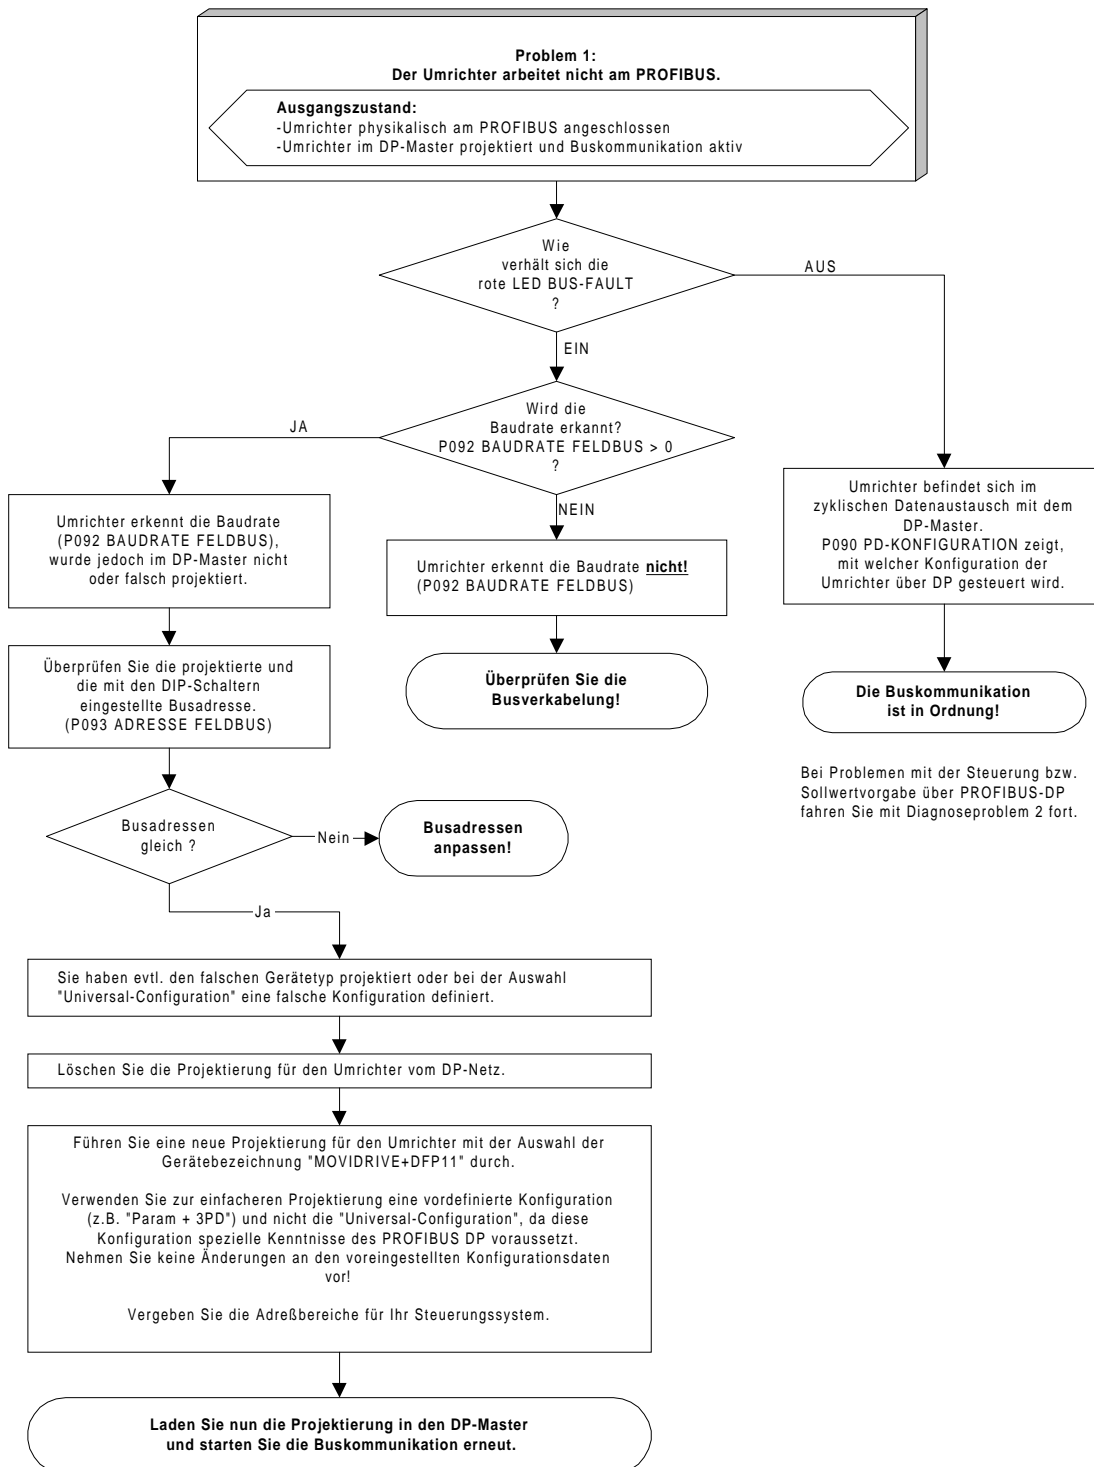 Problem 1:
Der Umrichter arbeitet nicht am PROFIBUS.
Ausgangszustand:
-Umrichter physikalisch am PROFIBUS angeschlossen
-Umrichter im DP-Master projektiert und Buskommunikation aktiv
Wie
verhält sich die
rote LED BUS-FAULT
?
AUS
EIN
Wird die
Baudrate erkannt?
P092 BAUDRATE FELDBUS > 0
?
JA
NEIN
Umrichter erkennt die Baudrate
(P092 BAUDRATE FELDBUS),
wurde jedoch im DP-Master nicht
oder falsch projektiert.
Umrichter erkennt die Baudrate nicht!
(P092 BAUDRATE FELDBUS)
Umrichter befindet sich im
zyklischen Datenaustausch mit dem
DP-Master.
P090 PD-KONFIGURATION zeigt,
mit welcher Konfiguration der
Umrichter über DP gesteuert wird.
Überprüfen Sie die projektierte und
die mit den DIP-Schaltern
eingestellte Busadresse.
(P093 ADRESSE FELDBUS)
Überprüfen Sie die
Busverkabelung!
Die Buskommunikation
ist in Ordnung!
Bei Problemen mit der Steuerung bzw.
Sollwertvorgabe über PROFIBUS-DP
fahren Sie mit Diagnoseproblem 2 fort.
Busadressen
gleich ?
Nein
Busadressen
anpassen!
Ja
Sie haben evtl. den falschen Gerätetyp projektiert oder bei der Auswahl
"Universal-Configuration" eine falsche Konfiguration definiert.
Löschen Sie die Projektierung für den Umrichter vom DP-Netz.
Führen Sie eine neue Projektierung für den Umrichter mit der Auswahl der
Gerätebezeichnung "MOVIDRIVE+DFP11" durch.
Verwenden Sie zur einfacheren Projektierung eine vordefinierte Konfiguration
(z.B. "Param + 3PD") und nicht die "Universal-Configuration", da diese
Konfiguration spezielle Kenntnisse des PROFIBUS DP voraussetzt.
Nehmen Sie keine Änderungen an den voreingestellten Konfigurationsdaten
vor!
Vergeben Sie die Adreßbereiche für Ihr Steuerungssystem.
Laden Sie nun die Projektierung in den DP-Master
und starten Sie die Buskommunikation erneut.